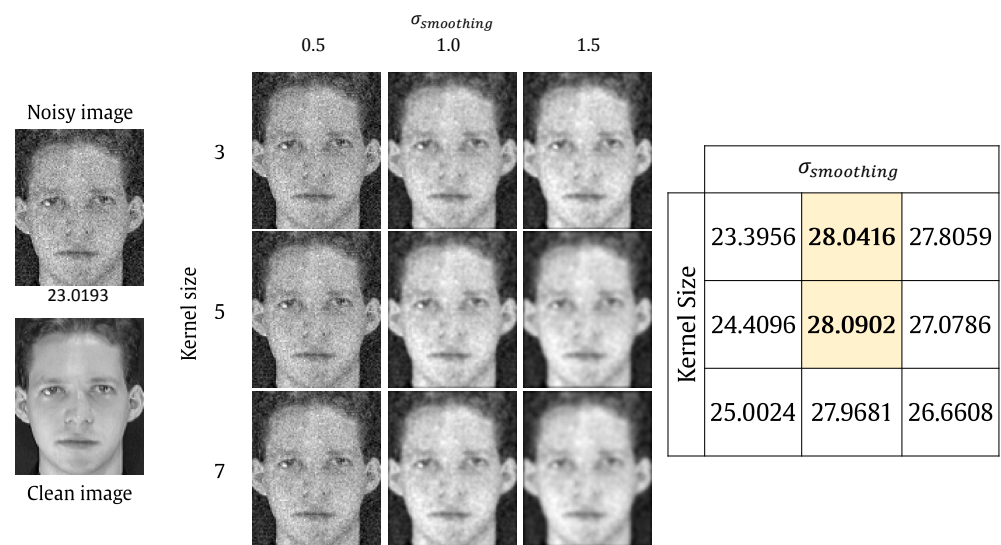 σsmoothing
0.5 1.0 1.5
Noisy image
23.0193
Clean image
Kernel size
3
5
7
σsmoothing
Kernel Size
23.3956 28.0416 27.8059
24.4096 28.0902 27.0786
25.0024 27.9681 26.6608